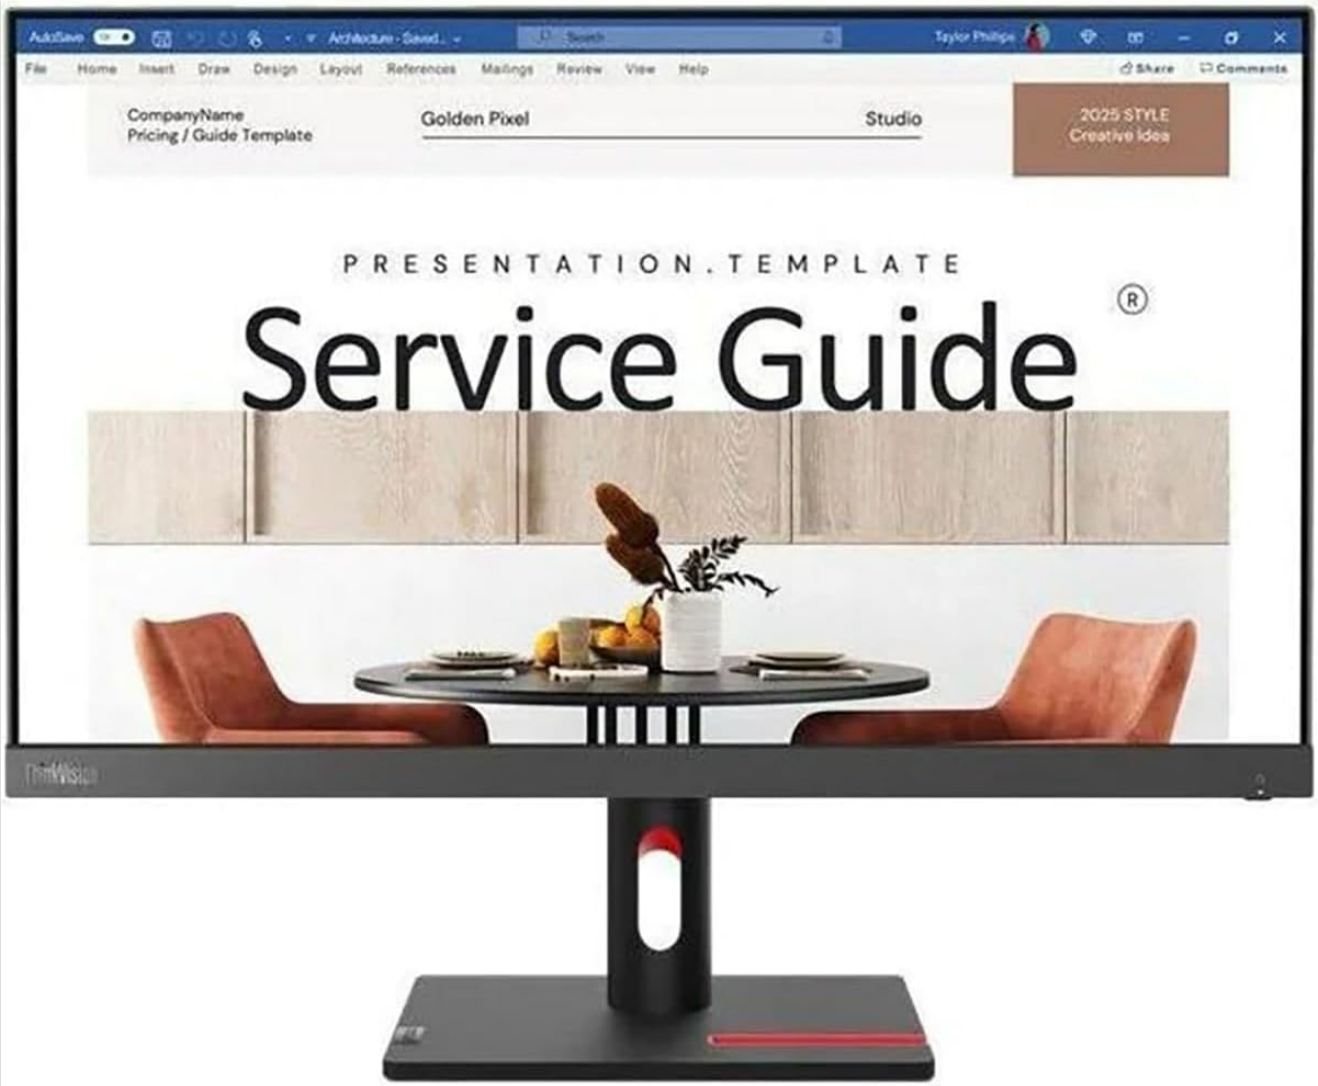 AutoSave
Architecture - Saved...
Search
Taylor Phillips
File Home Insert Draw Design Layout References Mailings Review View Help
Share Comments
CompanyName
Pricing / Guide Template
Golden Pixel
Studio
2025 STYLE
Creative Idea
PRESENTATION.TEMPLATE
Service Guide ®
ThinkVision